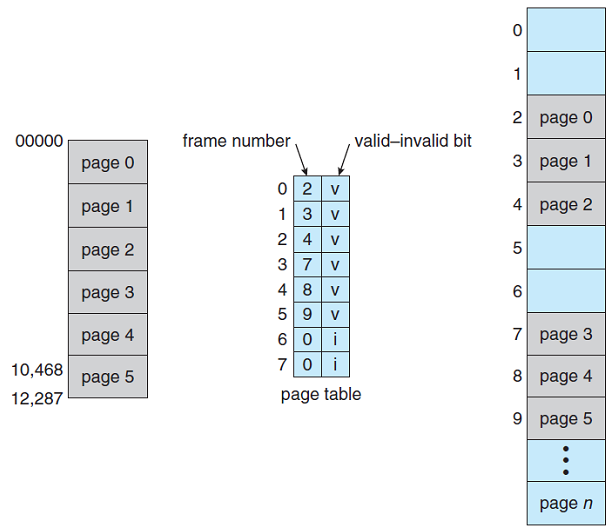 00000
page 0
page 1
page 2
page 3
page 4
10,468
page 5
12,287
frame number
valid–invalid bit
0 2 v
1 3 v
2 4 v
3 7 v
4 8 v
5 9 v
6 0 i
7 0 i
page table
0
1
2 page 0
3 page 1
4 page 2
5
6
7 page 3
8 page 4
9 page 5
page n